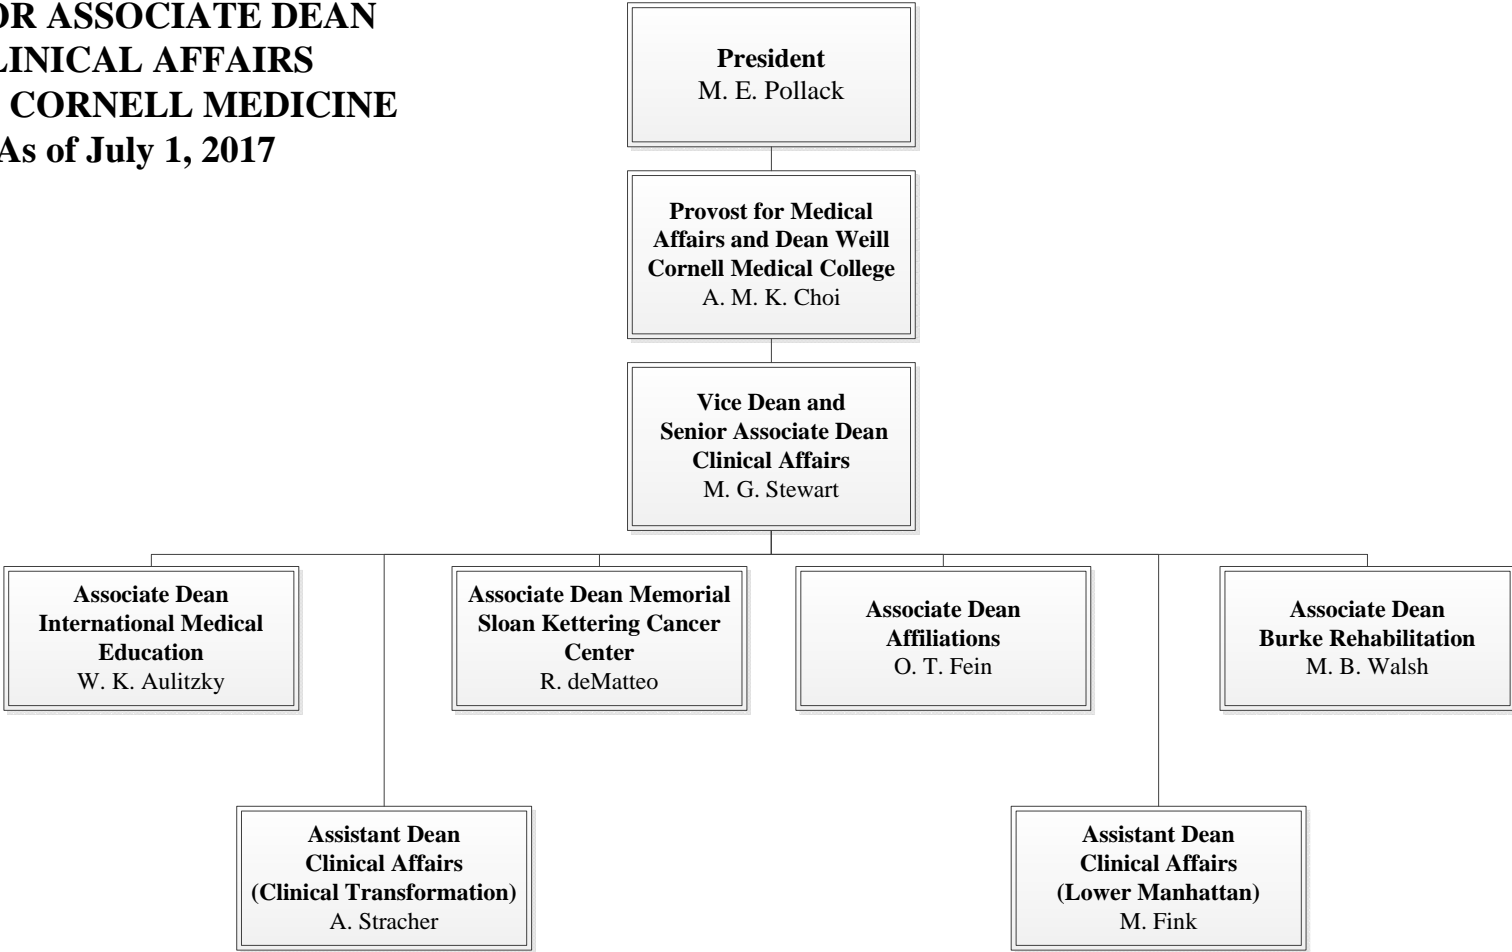 OR ASSOCIATE DEAN
LINICAL AFFAIRS
CORNELL MEDICINE
As of July 1, 2017
President
M. E. Pollack
Provost for Medical
Affairs and Dean Weill
Cornell Medical College
A. M. K. Choi
Vice Dean and
Senior Associate Dean
Clinical Affairs
M. G. Stewart
Associate Dean
International Medical
Education
W. K. Aulitzky
Associate Dean Memorial
Sloan Kettering Cancer
Center
R. deMatteo
Associate Dean
Affiliations
O. T. Fein
Associate Dean
Burke Rehabilitation
M. B. Walsh
Assistant Dean
Clinical Affairs
(Clinical Transformation)
A. Stracher
Assistant Dean
Clinical Affairs
(Lower Manhattan)
M. Fink